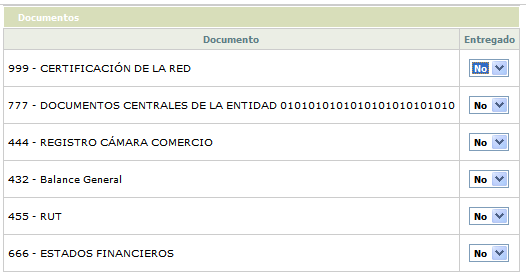 Documentos
Documento Entregado
999 - CERTIFICACIÓN DE LA RED No
777 - DOCUMENTOS CENTRALES DE LA ENTIDAD 0101010101010101010101010 No
444 - REGISTRO CÁMARA COMERCIO No
432 - Balance General No
455 - RUT No
666 - ESTADOS FINANCIEROS No